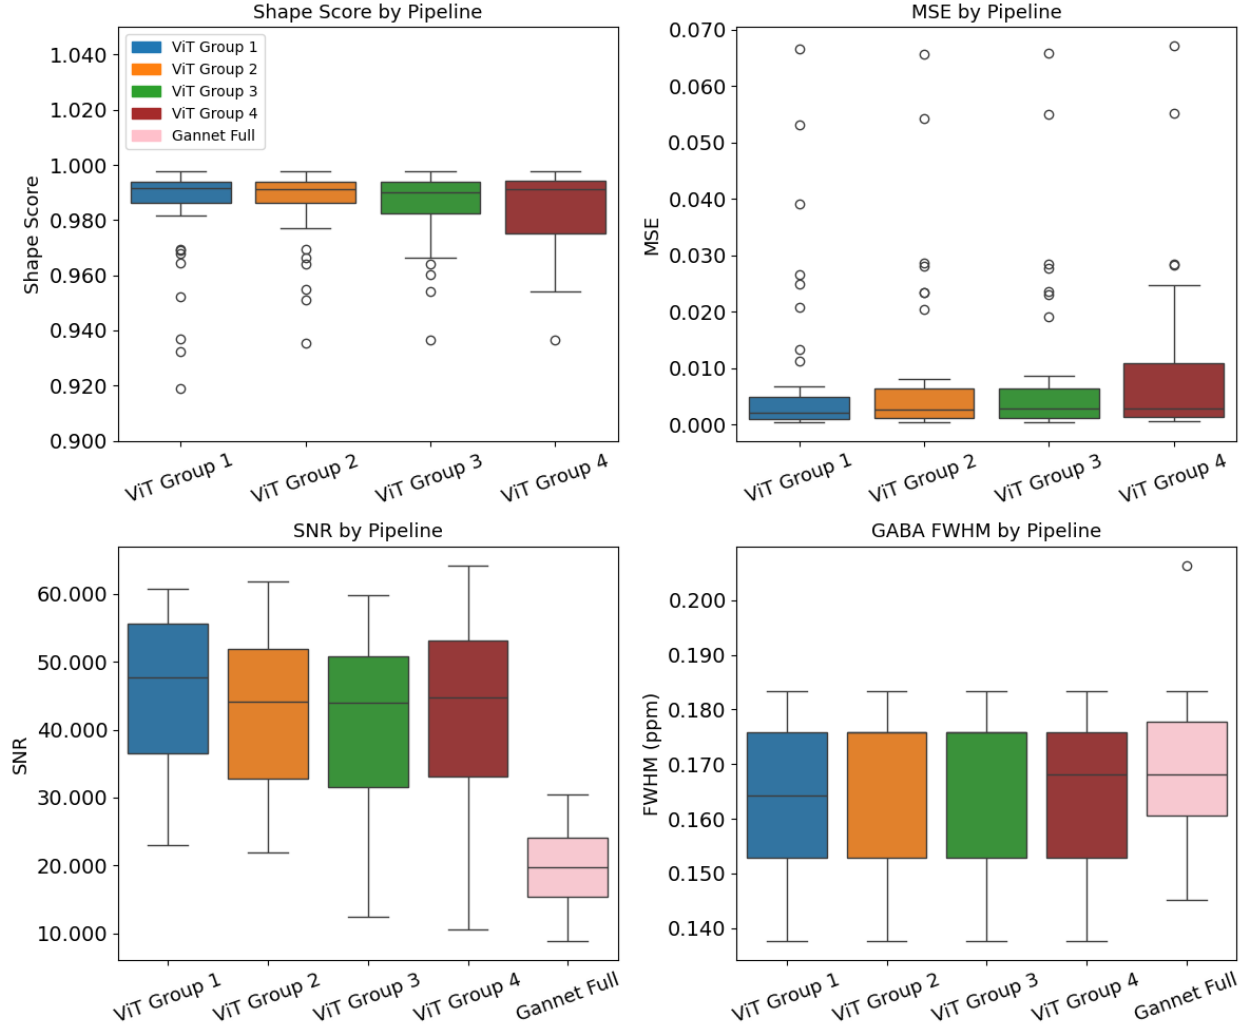 Shape Score by Pipeline
1.040
1.020
1.000
0.980
0.960
0.940
0.920
0.900
Shape Score
ViT Group 1
ViT Group 2
ViT Group 3
ViT Group 4
Gannet Full
ViT Group 1
ViT Group 2
ViT Group 3
ViT Group 4
MSE by Pipeline
0.070
0.060
0.050
0.040
0.030
0.020
0.010
0.000
MSE
ViT Group 1
ViT Group 2
ViT Group 3
ViT Group 4
SNR by Pipeline
60.000
50.000
40.000
30.000
20.000
10.000
SNR
ViT Group 1
ViT Group 2
ViT Group 3
ViT Group 4
Gannet Full
GABA FWHM by Pipeline
0.200
0.190
0.180
0.170
0.160
0.150
0.140
FWHM (ppm)
ViT Group 1
ViT Group 2
ViT Group 3
ViT Group 4
Gannet Full